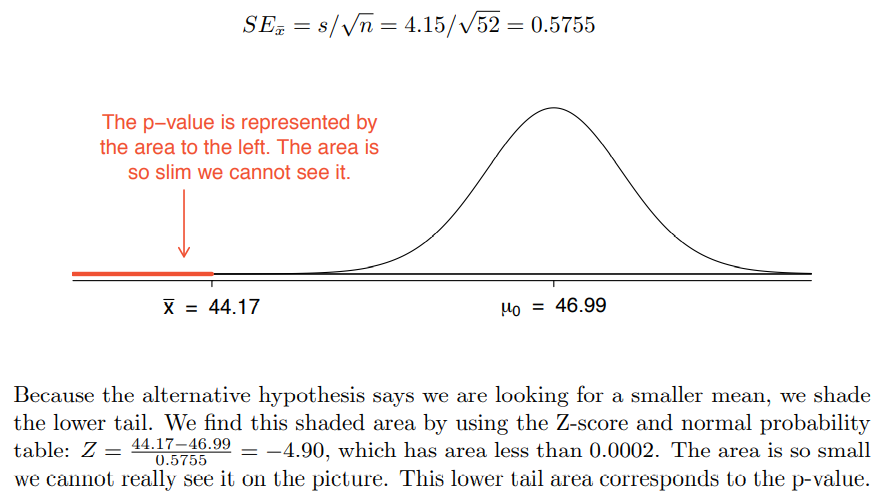 SE_x̄ = s/√n = 4.15/√52 = 0.5755
The p−value is represented by
the area to the left. The area is
so slim we cannot see it.
x̄ = 44.17
μ₀ = 46.99
Because the alternative hypothesis says we are looking for a smaller mean, we shade
the lower tail. We find this shaded area by using the Z-score and normal probability
table: Z = (44.17−46.99)/0.5755 = −4.90, which has area less than 0.0002. The area is so small
we cannot really see it on the picture. This lower tail area corresponds to the p-value.